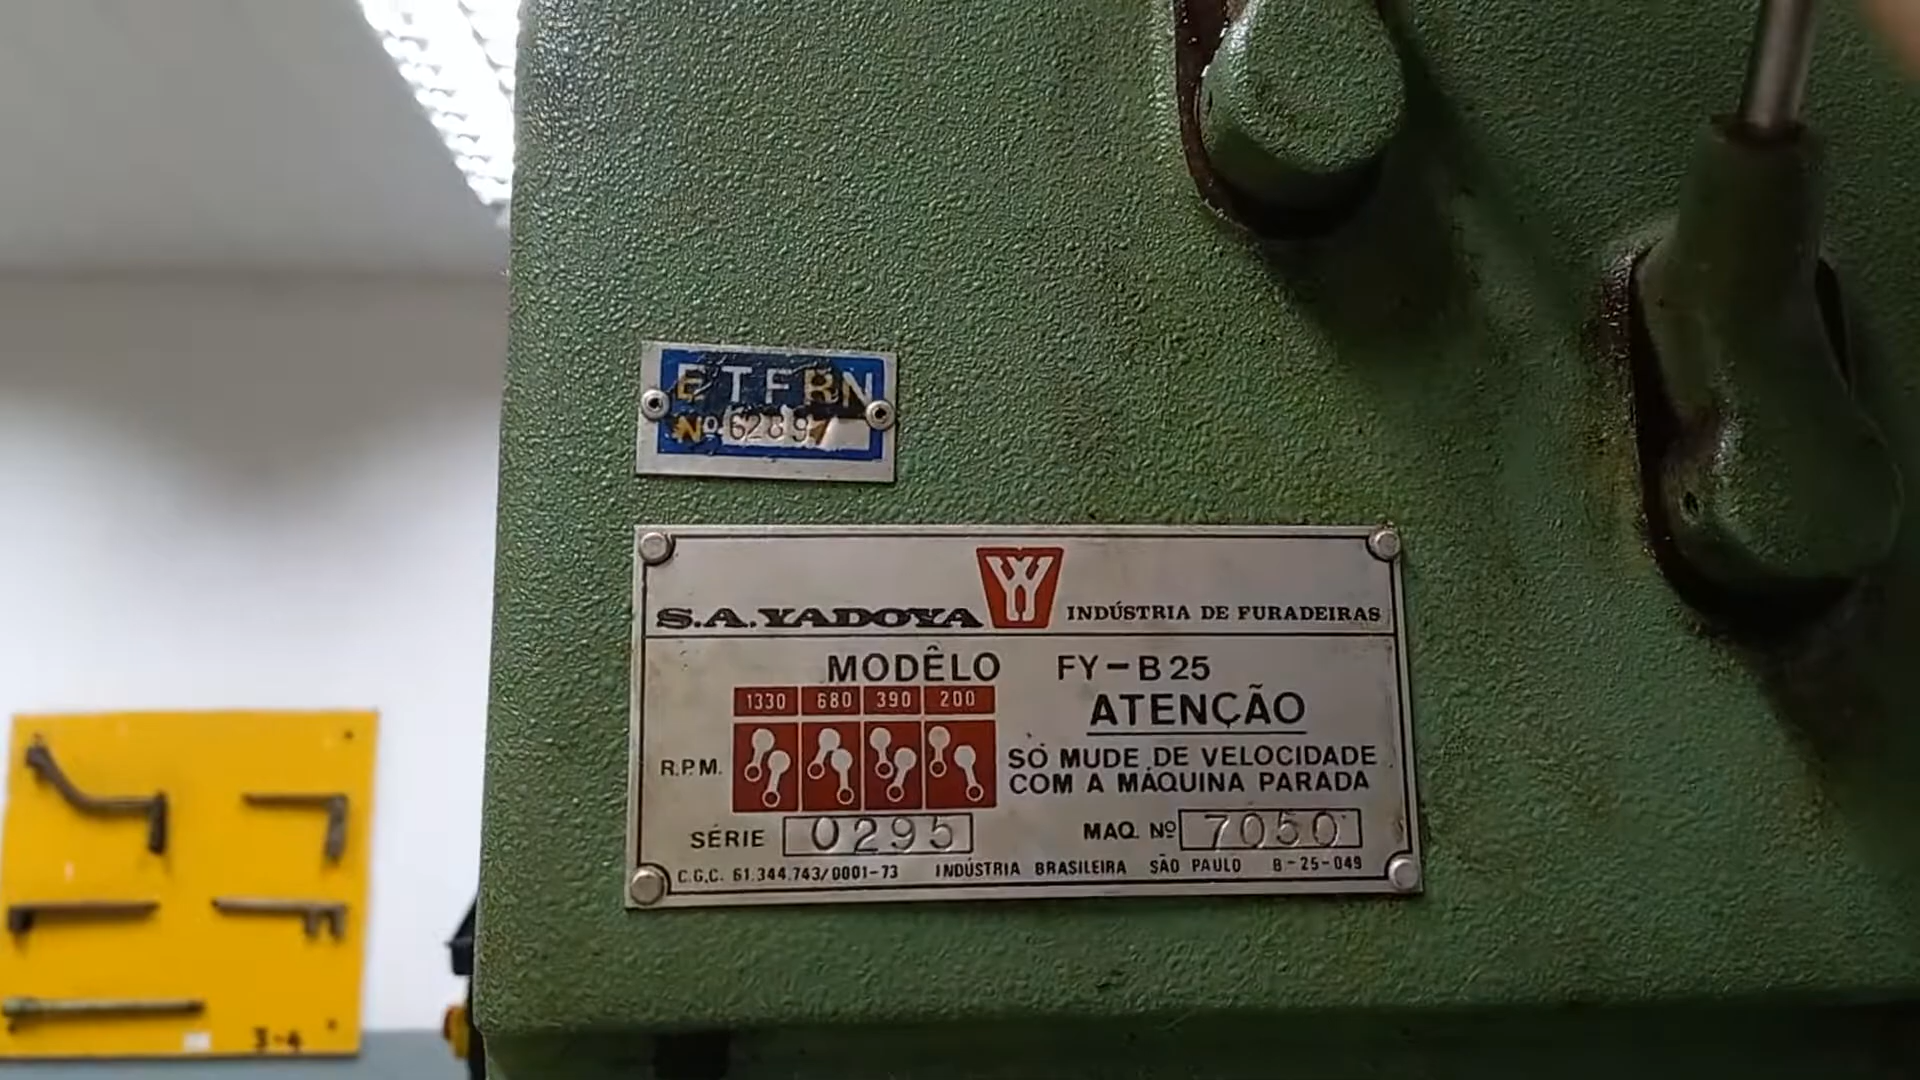 ETFRN
Nº 62897
S.A. YADOYA INDÚSTRIA DE FURADEIRAS
MODÊLO FY-B25
1330 680 390 200
ATENÇÃO
R.P.M.
SÓ MUDE DE VELOCIDADE
COM A MÁQUINA PARADA
SÉRIE 0295 MAQ. Nº 7050
C.G.C. 61.344.743/0001-73 INDÚSTRIA BRASILEIRA SÃO PAULO B-25-049
3-4